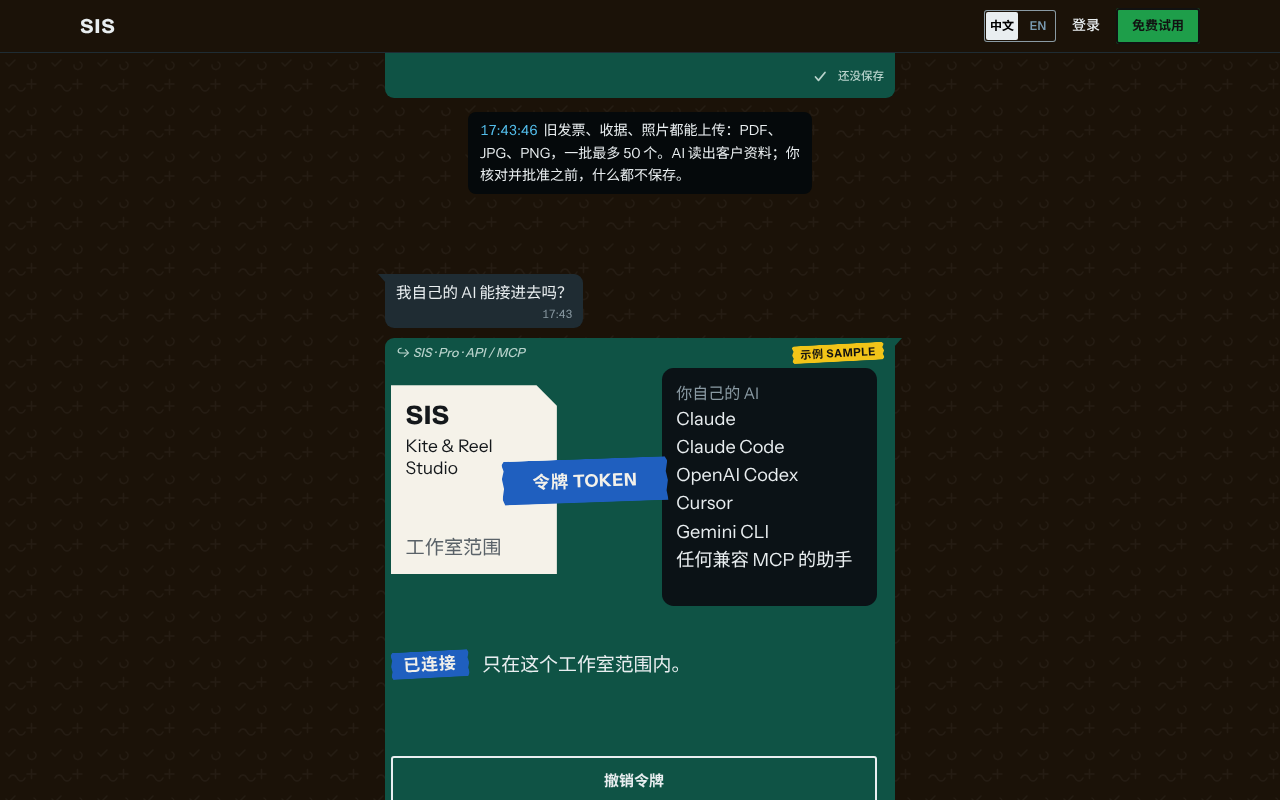 SIS
中文 EN 登录 免费试用
还没保存
17:43:46 旧发票、收据、照片都能上传：PDF、
JPG、PNG，一批最多 50 个。AI 读出客户资料；你
核对并批准之前，什么都不保存。
我自己的 AI 能接进去吗？
17:43
SIS · Pro · API / MCP
示例 SAMPLE
SIS
Kite & Reel
Studio
工作室范围
令牌 TOKEN
你自己的 AI
Claude
Claude Code
OpenAI Codex
Cursor
Gemini CLI
任何兼容 MCP 的助手
已连接 只在这个工作室范围内。
撤销令牌